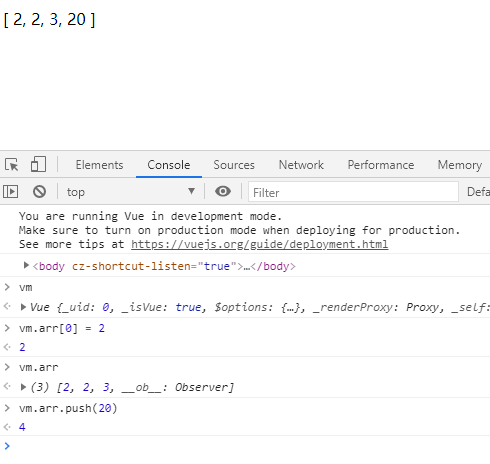 [ 2, 2, 3, 20 ]
Elements Console Sources Network Performance Memory
top ▼ Filter Defa
You are running Vue in development mode.
Make sure to turn on production mode when deploying for production.
See more tips at https://vuejs.org/guide/deployment.html
▶<body cz-shortcut-listen="true">…</body>
> vm
<· ▶Vue {_uid: 0, _isVue: true, $options: {…}, _renderProxy: Proxy, _self:
> vm.arr[0] = 2
<· 2
> vm.arr
<· ▶(3) [2, 2, 3, __ob__: Observer]
> vm.arr.push(20)
<· 4
>